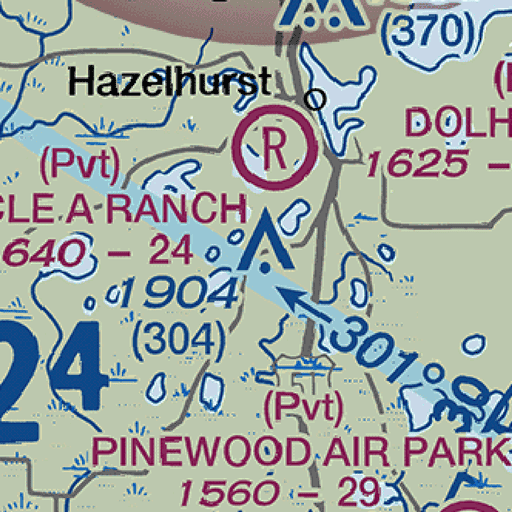 (370)
Hazelhurst
R
DOLH
1625 -
(Pvt)
CLE A RANCH
640 - 24
1904
(304)
24
301°
(Pvt)
PINEWOOD AIR PARK
1560 - 29